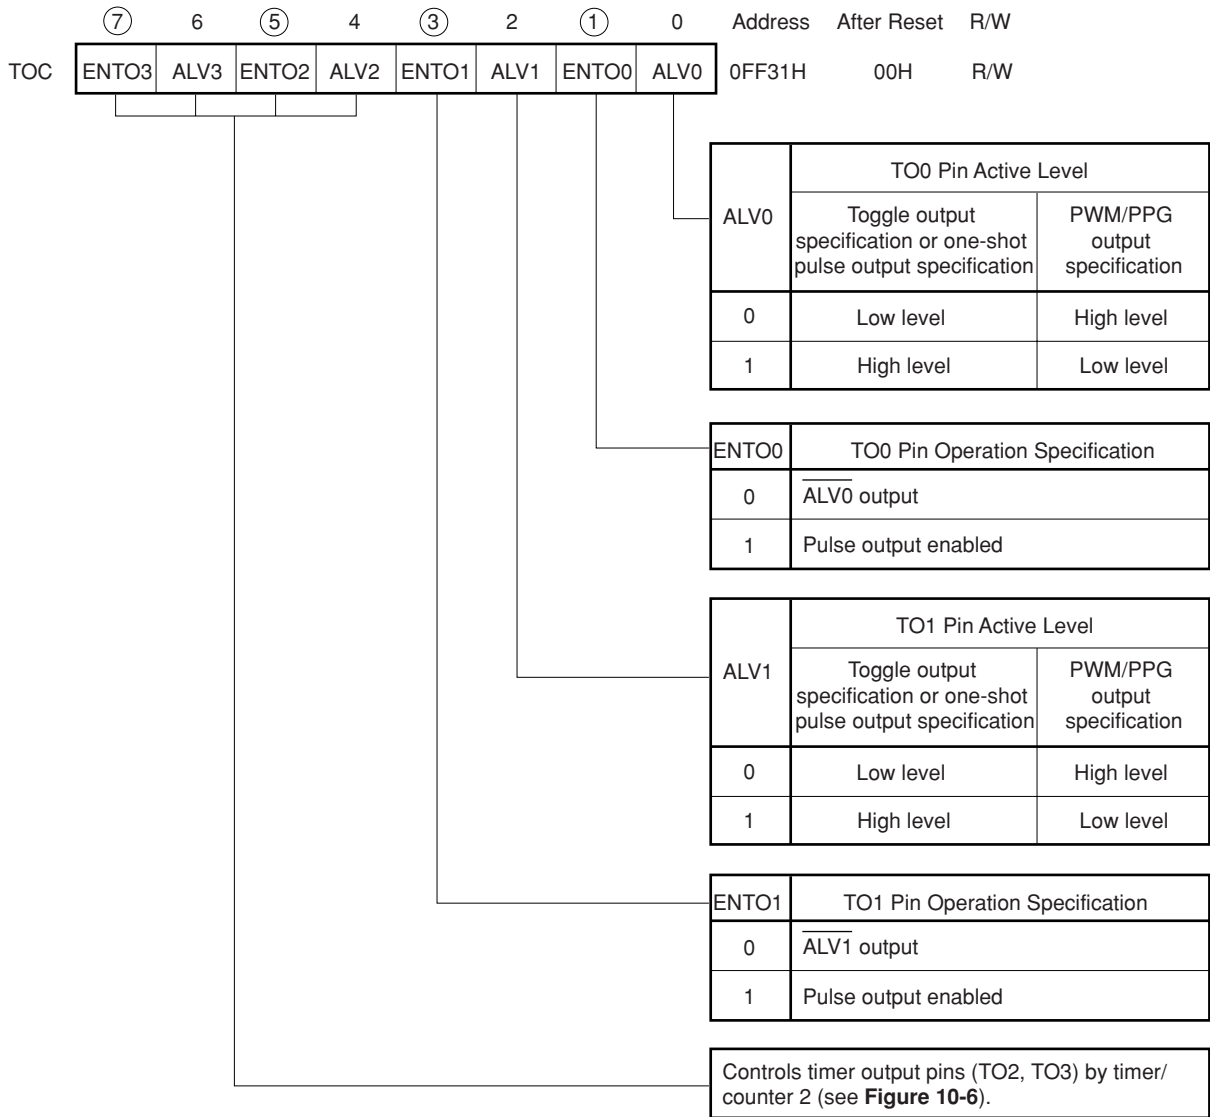 ⑦ 6 ⑤ 4 ③ 2 ① 0 Address After Reset R/W
TOC ENTO3 ALV3 ENTO2 ALV2 ENTO1 ALV1 ENTO0 ALV0 0FF31H 00H R/W
ALV0
TO0 Pin Active Level
Toggle output
specification or one-shot
pulse output specification
PWM/PPG
output
specification
0 Low level High level
1 High level Low level
ENTO0 TO0 Pin Operation Specification
0 A̅L̅V̅0̅ output
1 Pulse output enabled
ALV1
TO1 Pin Active Level
Toggle output
specification or one-shot
pulse output specification
PWM/PPG
output
specification
0 Low level High level
1 High level Low level
ENTO1 TO1 Pin Operation Specification
0 A̅L̅V̅1̅ output
1 Pulse output enabled
Controls timer output pins (TO2, TO3) by timer/
counter 2 (see Figure 10-6).